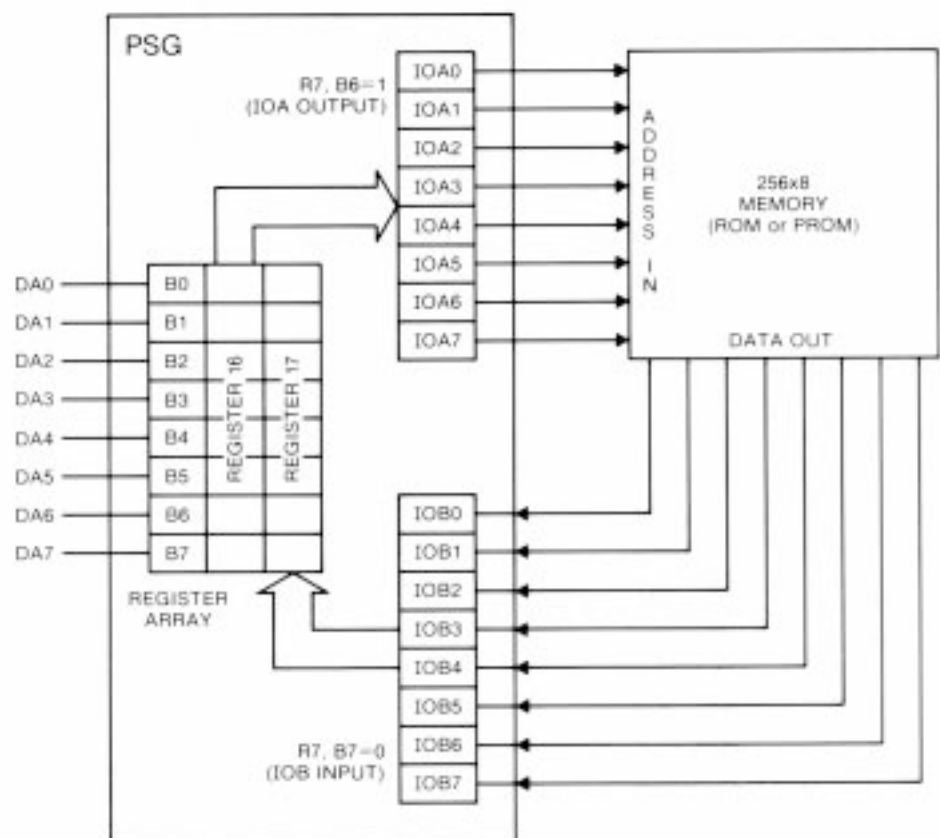 PSG
R7, B6=1
(IOA OUTPUT)
IOA0
IOA1
IOA2
IOA3
IOA4
IOA5
IOA6
IOA7
ADDRESS IN
256x8
MEMORY
(ROM or PROM)
DATA OUT
DA0
DA1
DA2
DA3
DA4
DA5
DA6
DA7
B0
B1
B2
B3
B4
B5
B6
B7
REGISTER 16
REGISTER 17
REGISTER
ARRAY
IOB0
IOB1
IOB2
IOB3
IOB4
IOB5
IOB6
IOB7
R7, B7=0
(IOB INPUT)